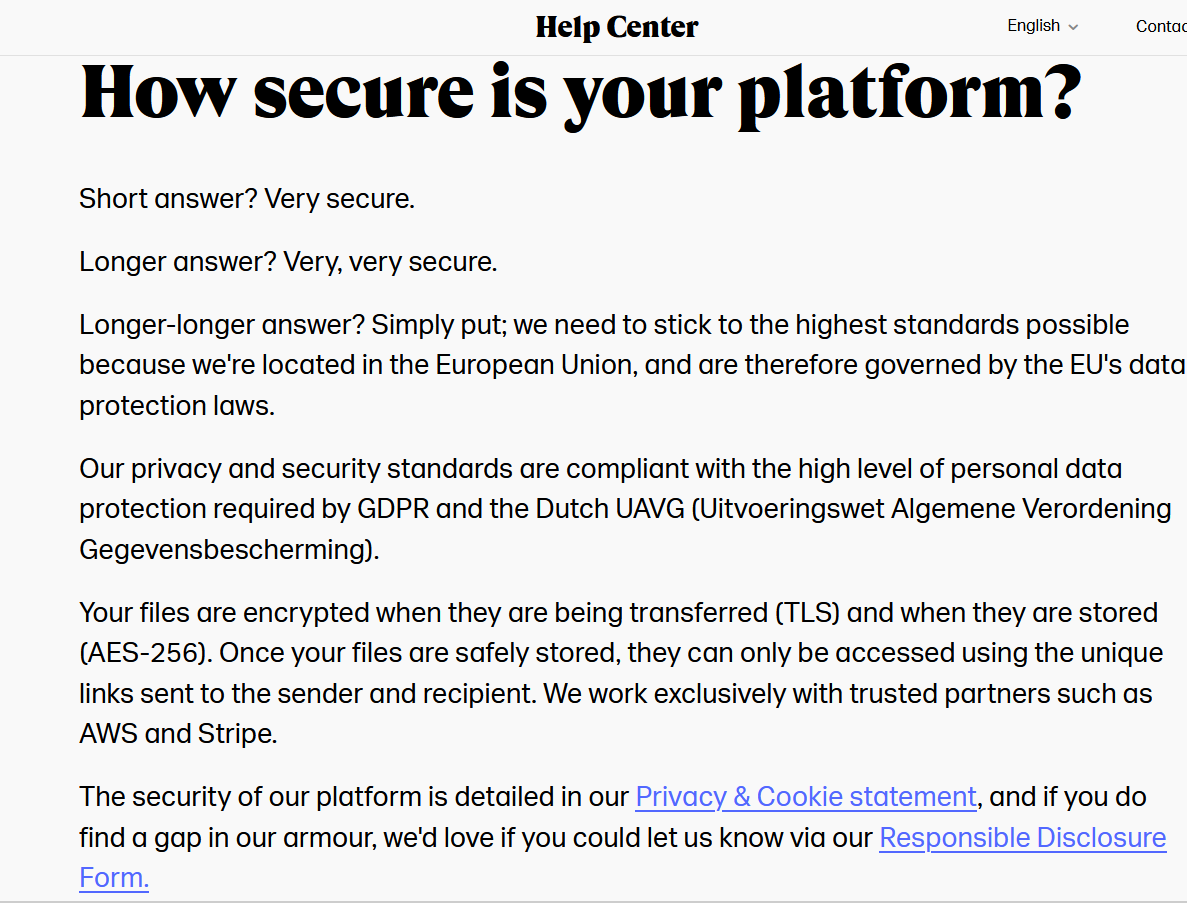 Help Center
English
How secure is your platform?
Short answer? Very secure.
Longer answer? Very, very secure.
Longer-longer answer? Simply put; we need to stick to the highest standards possible
because we're located in the European Union, and are therefore governed by the EU's data
protection laws.
Our privacy and security standards are compliant with the high level of personal data
protection required by GDPR and the Dutch UAVG (Uitvoeringswet Algemene Verordening
Gegevensbescherming).
Your files are encrypted when they are being transferred (TLS) and when they are stored
(AES-256). Once your files are safely stored, they can only be accessed using the unique
links sent to the sender and recipient. We work exclusively with trusted partners such as
AWS and Stripe.
The security of our platform is detailed in our Privacy & Cookie statement, and if you do
find a gap in our armour, we'd love if you could let us know via our Responsible Disclosure
Form.